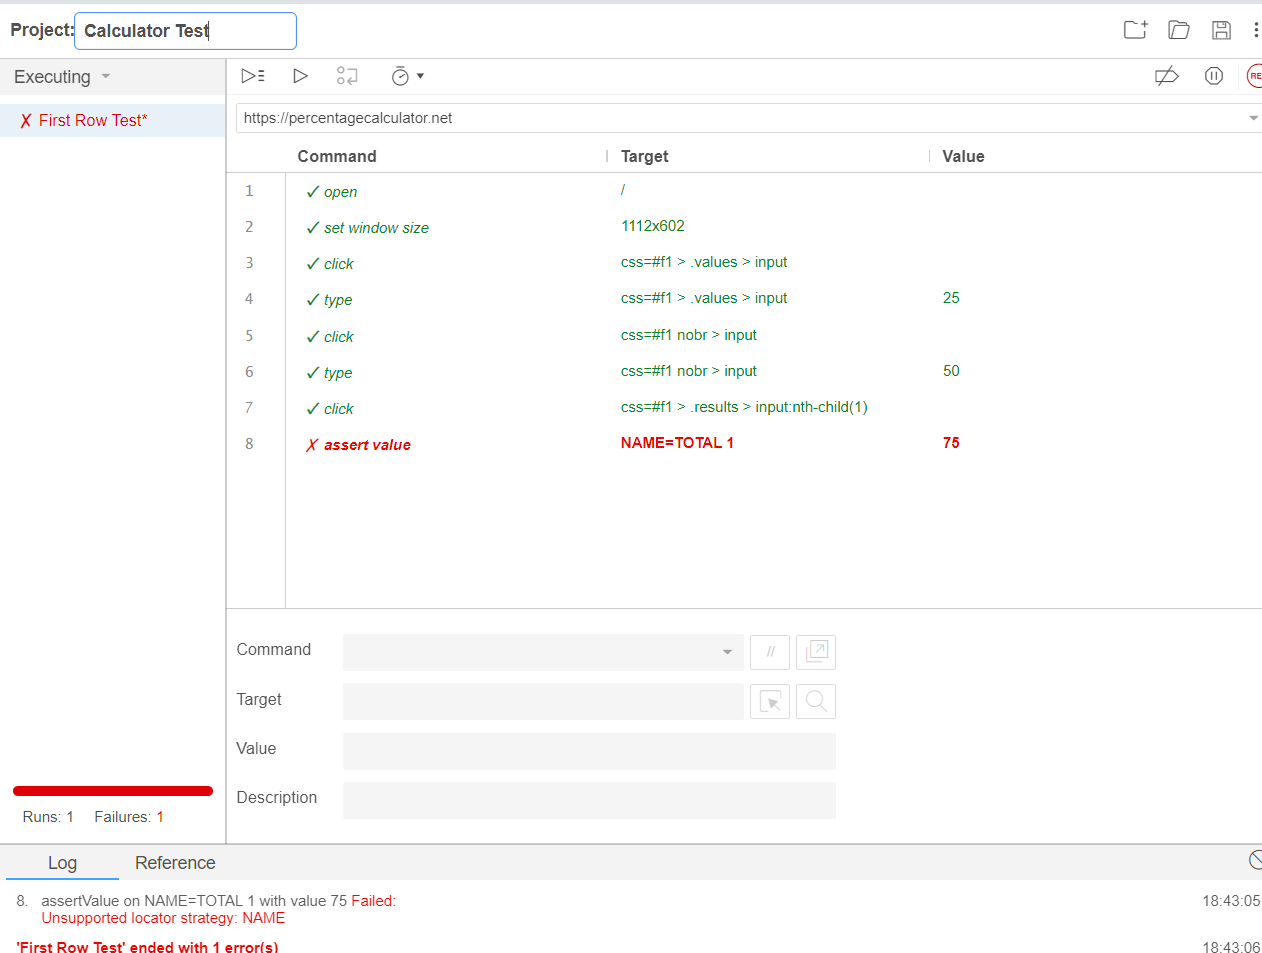 Project: Calculator Test
Executing
✗ First Row Test*
https://percentagecalculator.net
Command Target Value
1 ✓ open /
2 ✓ set window size 1112x602
3 ✓ click css=#f1 > .values > input
4 ✓ type css=#f1 > .values > input 25
5 ✓ click css=#f1 nobr > input
6 ✓ type css=#f1 nobr > input 50
7 ✓ click css=#f1 > .results > input:nth-child(1)
8 ✗ assert value NAME=TOTAL 1 75
Command //
Target
Value
Description
Runs: 1 Failures: 1
Log Reference
8. assertValue on NAME=TOTAL 1 with value 75 Failed: 18:43:05
Unsupported locator strategy: NAME
'First Row Test' ended with 1 error(s) 18:43:06